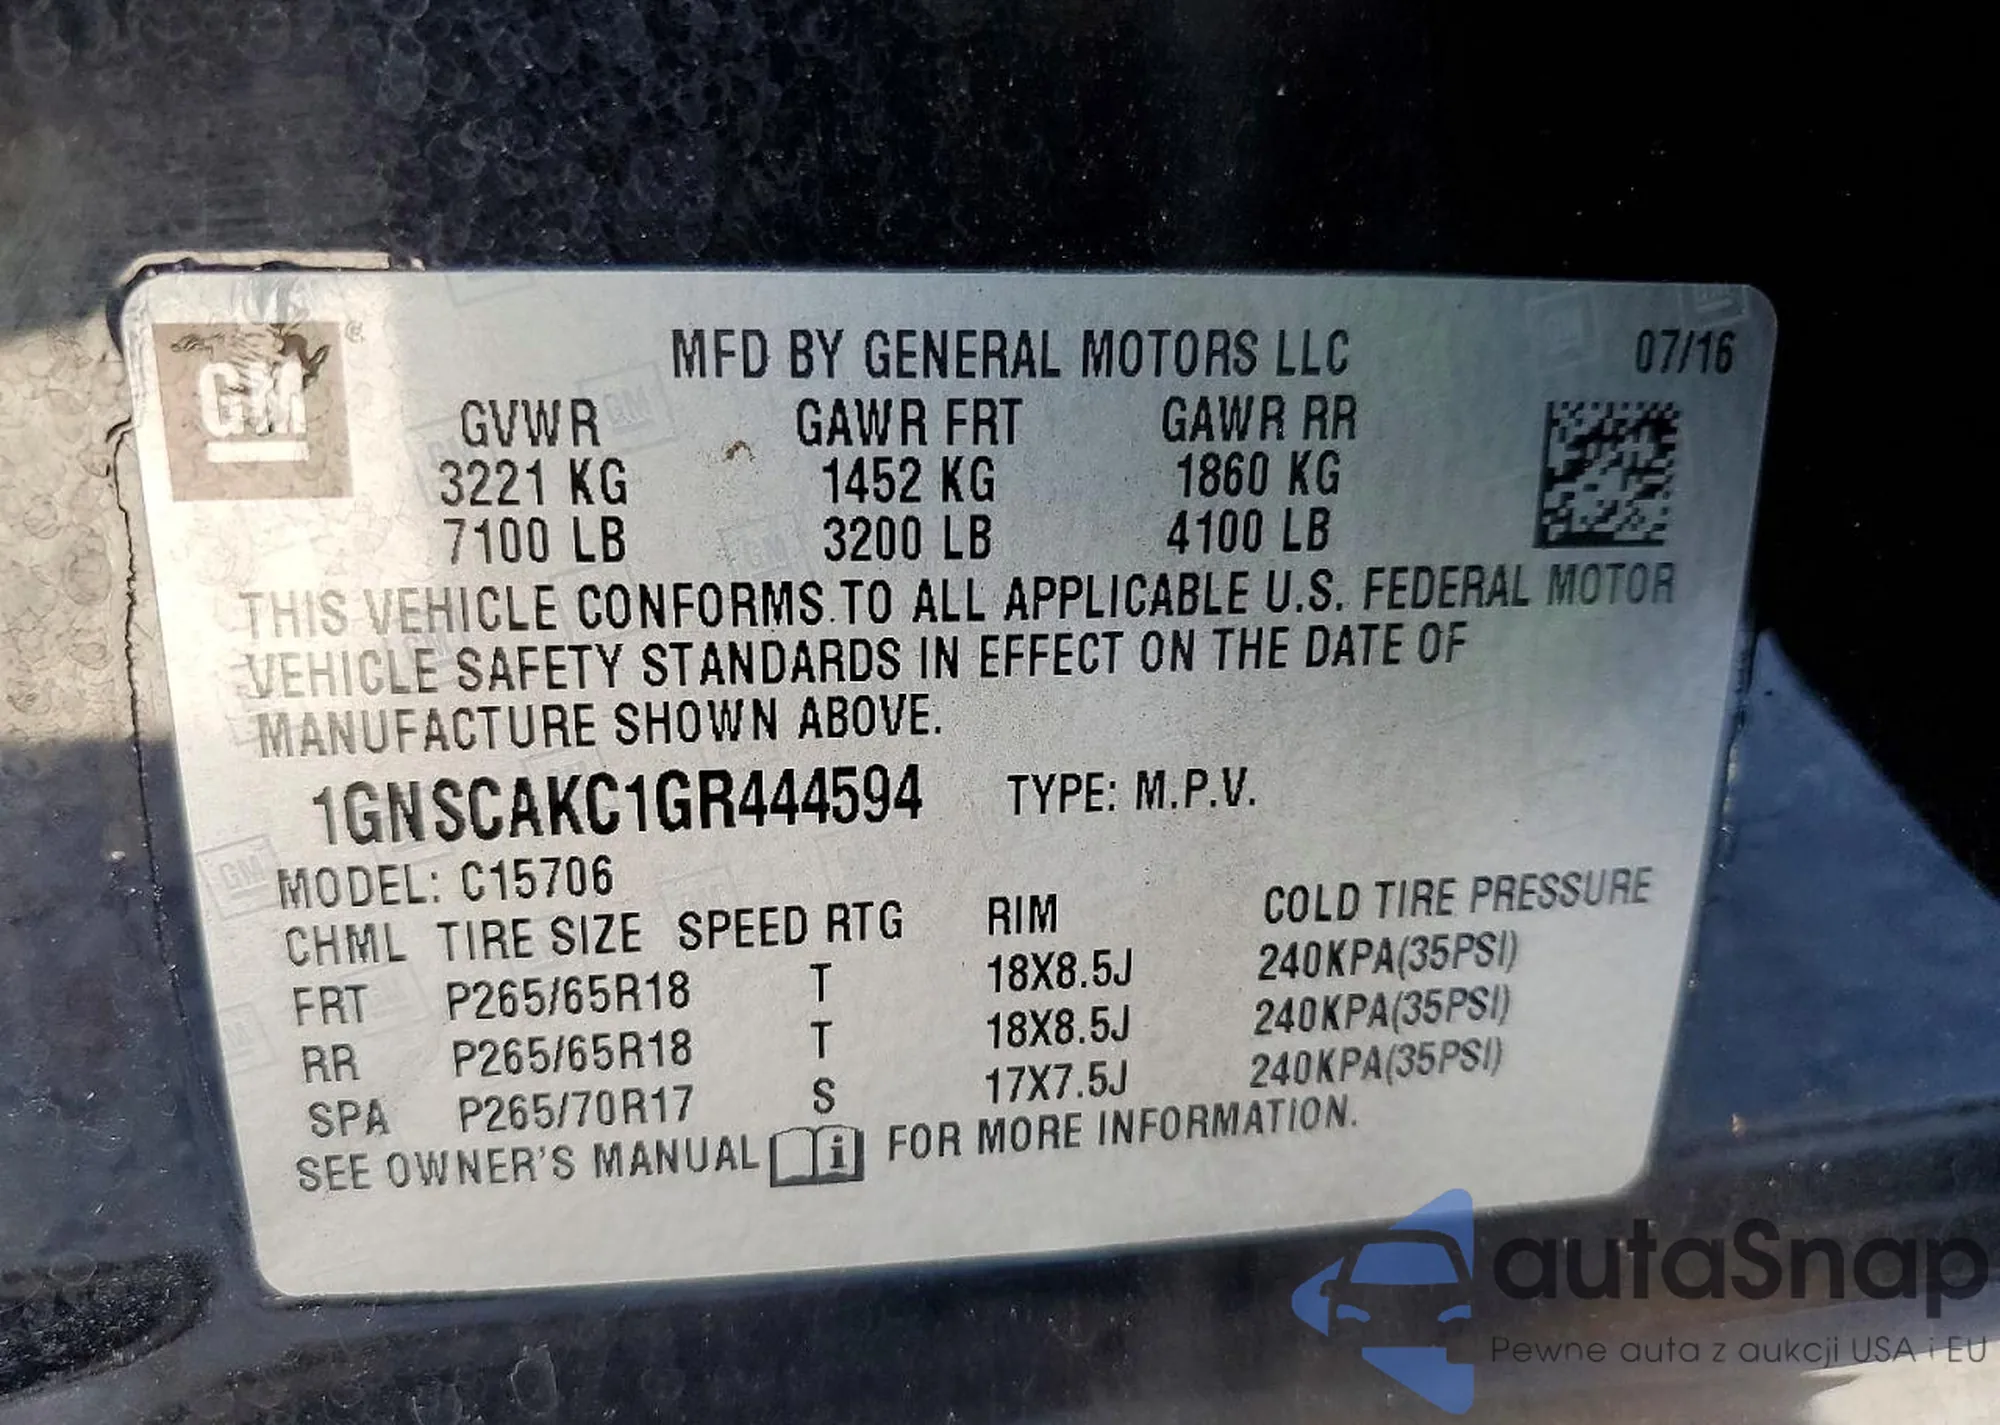 GM
MFD BY GENERAL MOTORS LLC 07/16
GVWR GAWR FRT GAWR RR
3221 KG 1452 KG 1860 KG
7100 LB 3200 LB 4100 LB
THIS VEHICLE CONFORMS TO ALL APPLICABLE U.S. FEDERAL MOTOR
VEHICLE SAFETY STANDARDS IN EFFECT ON THE DATE OF
MANUFACTURE SHOWN ABOVE.
1GNSCAKC1GR444594 TYPE: M.P.V.
MODEL: C15706
CHML TIRE SIZE SPEED RTG RIM COLD TIRE PRESSURE
FRT P265/65R18 T 18X8.5J 240KPA(35PSI)
RR P265/65R18 T 18X8.5J 240KPA(35PSI)
SPA P265/70R17 S 17X7.5J 240KPA(35PSI)
SEE OWNER'S MANUAL i FOR MORE INFORMATION.
autaSnap
Pewne auta z aukcji USA i EU